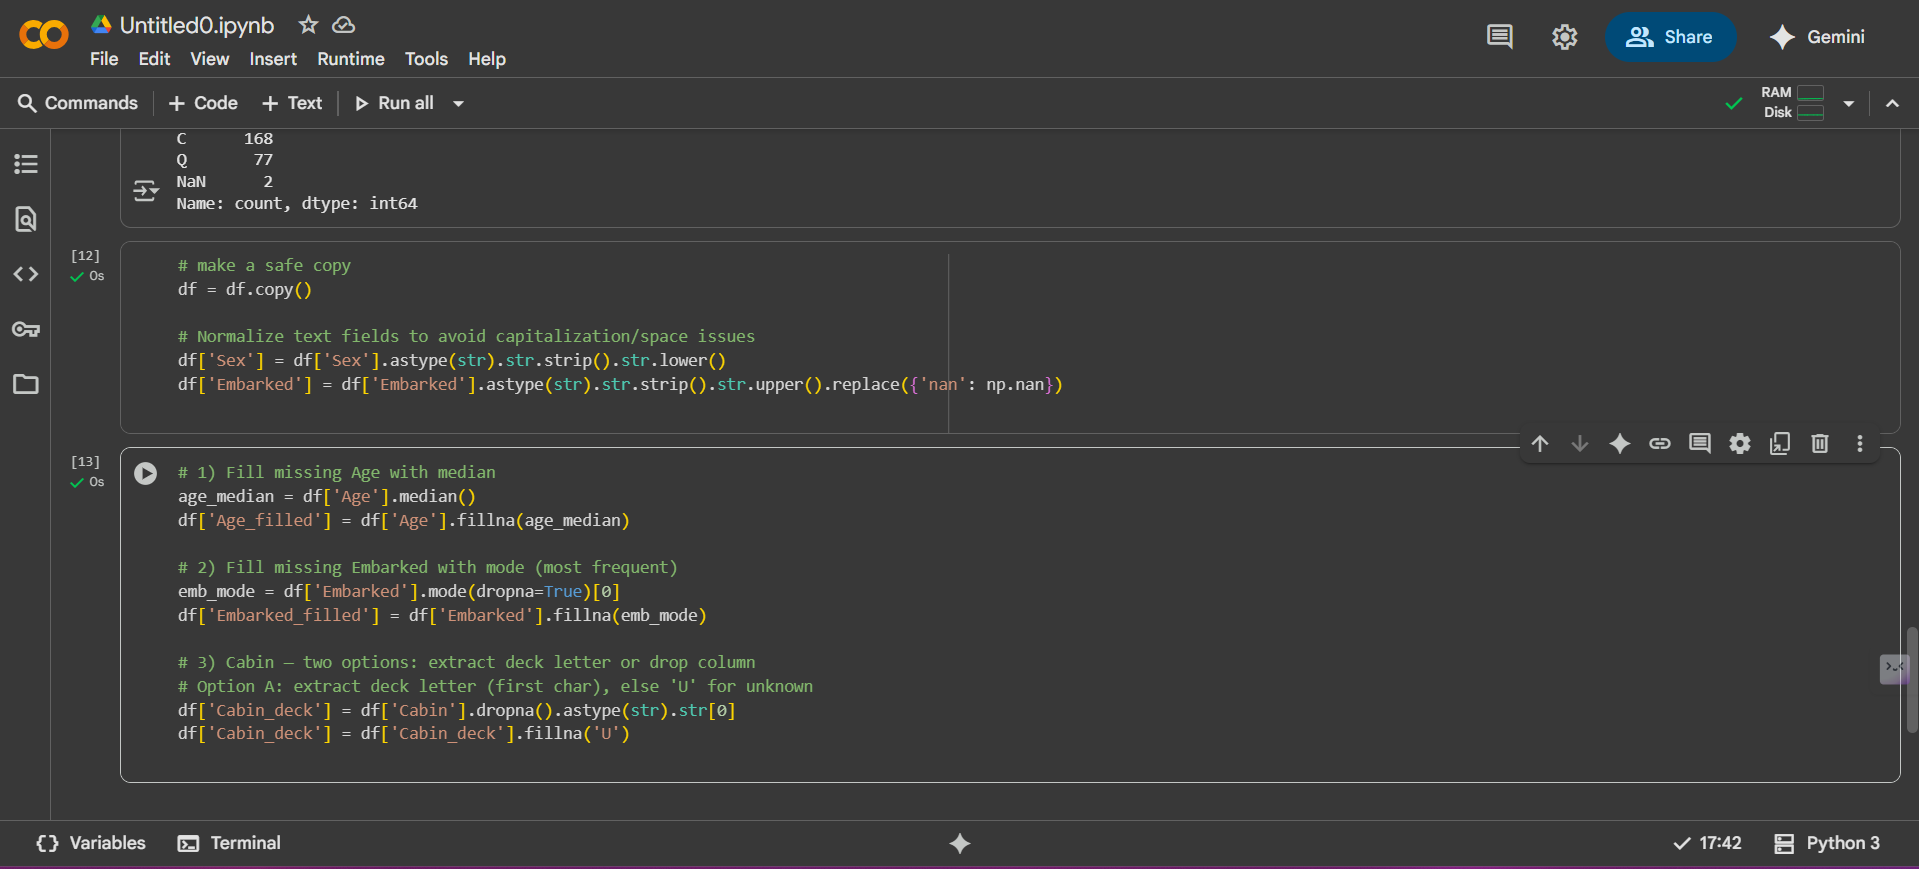 Untitled0.ipynb
File Edit View Insert Runtime Tools Help
Share
Gemini
Commands + Code + Text Run all
RAM
Disk
C 168
Q 77
NaN 2
Name: count, dtype: int64
[12]
0s
# make a safe copy
df = df.copy()
# Normalize text fields to avoid capitalization/space issues
df['Sex'] = df['Sex'].astype(str).str.strip().str.lower()
df['Embarked'] = df['Embarked'].astype(str).str.strip().str.upper().replace({'nan': np.nan})
[13]
0s
# 1) Fill missing Age with median
age_median = df['Age'].median()
df['Age_filled'] = df['Age'].fillna(age_median)
# 2) Fill missing Embarked with mode (most frequent)
emb_mode = df['Embarked'].mode(dropna=True)[0]
df['Embarked_filled'] = df['Embarked'].fillna(emb_mode)
# 3) Cabin — two options: extract deck letter or drop column
# Option A: extract deck letter (first char), else 'U' for unknown
df['Cabin_deck'] = df['Cabin'].dropna().astype(str).str[0]
df['Cabin_deck'] = df['Cabin_deck'].fillna('U')
Variables Terminal
17:42 Python 3